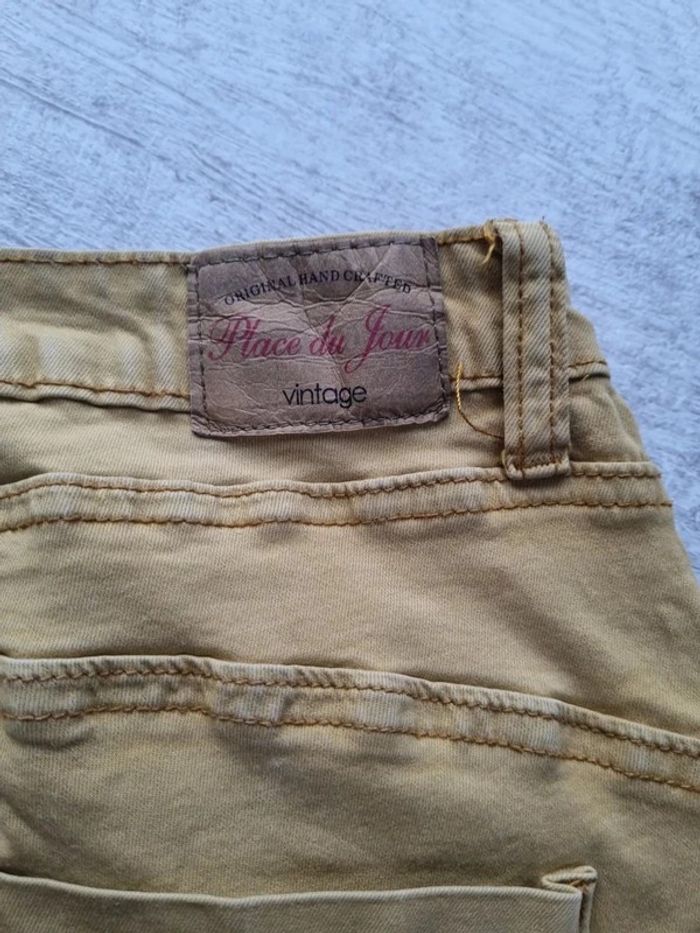 ORIGINAL HAND CRAFTED
Place du Jour
vintage